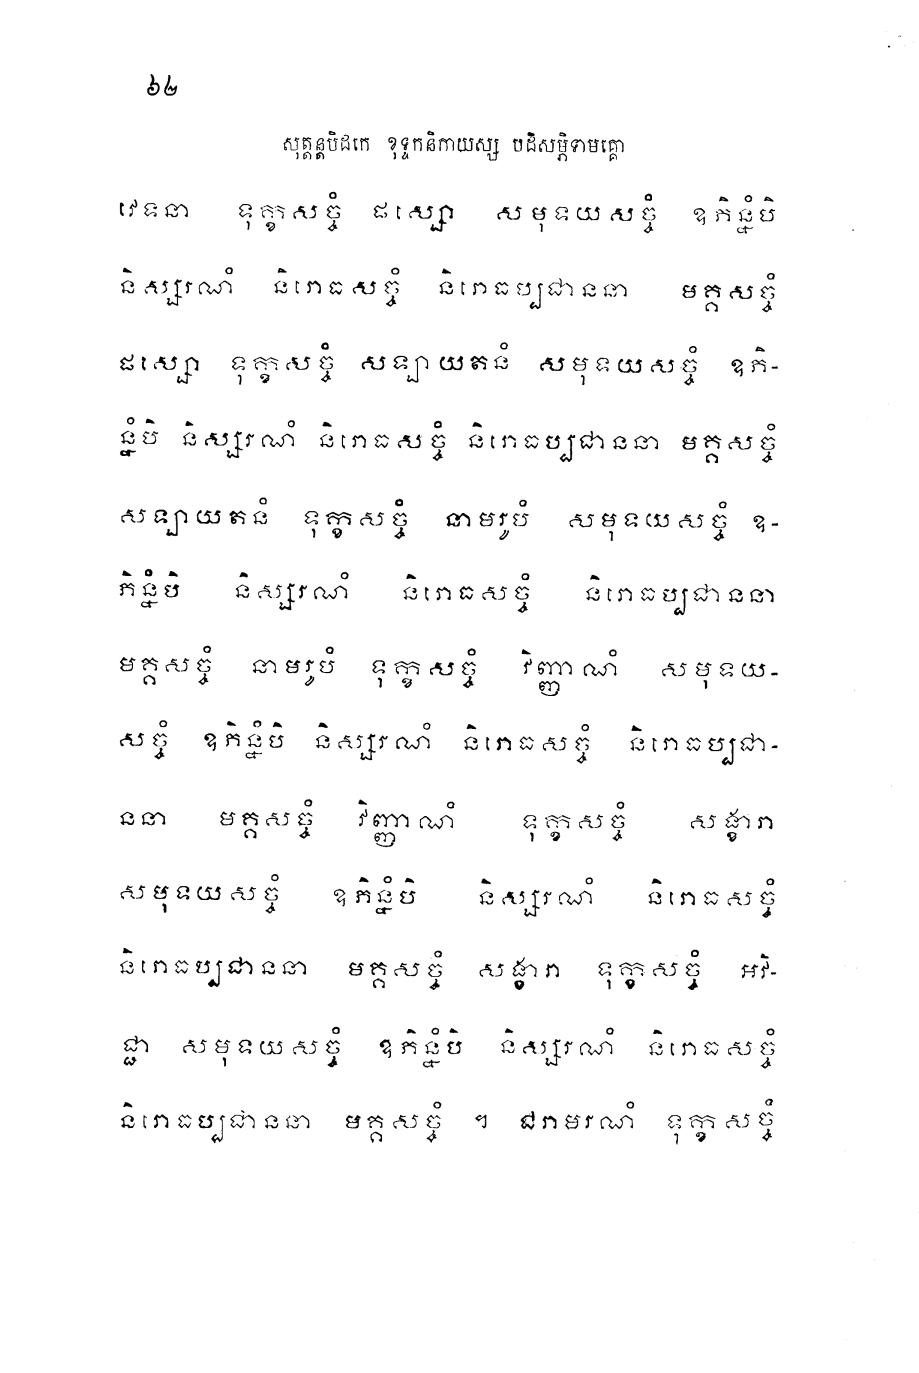 ៦២
សុត្តន្តបិដកេ ខុទ្ទកនិកាយស្ស បដិសម្ភិទាមគ្គោ
វេទនា ទុក្ខសច្ចំ ផស្សោ សមុទយសច្ចំ ឧភិន្នំបិ
និស្សរណំ និរោធសច្ចំ និរោធប្បជាននា មគ្គសច្ចំ
ផស្សោ ទុក្ខសច្ចំ សឡាយតនំ សមុទយសច្ចំ ឧភិ-
ន្នំបិ និស្សរណំ និរោធសច្ចំ និរោធប្បជាននា មគ្គសច្ចំ
សឡាយតនំ ទុក្ខសច្ចំ នាមរូបំ សមុទយសច្ចំ ឧ-
ភិន្នំបិ និស្សរណំ និរោធសច្ចំ និរោធប្បជាននា
មគ្គសច្ចំ នាមរូបំ ទុក្ខសច្ចំ វិញ្ញាណំ សមុទយ-
សច្ចំ ឧភិន្នំបិ និស្សរណំ និរោធសច្ចំ និរោធប្បជា-
ននា មគ្គសច្ចំ វិញ្ញាណំ ទុក្ខសច្ចំ សង្ខារា
សមុទយសច្ចំ ឧភិន្នំបិ និស្សរណំ និរោធសច្ចំ
និរោធប្បជាននា មគ្គសច្ចំ សង្ខារា ទុក្ខសច្ចំ អវិ-
ជ្ជា សមុទយសច្ចំ ឧភិន្នំបិ និស្សរណំ និរោធសច្ចំ
និរោធប្បជាននា មគ្គសច្ចំ ។ ជរាមរណំ ទុក្ខសច្ចំ